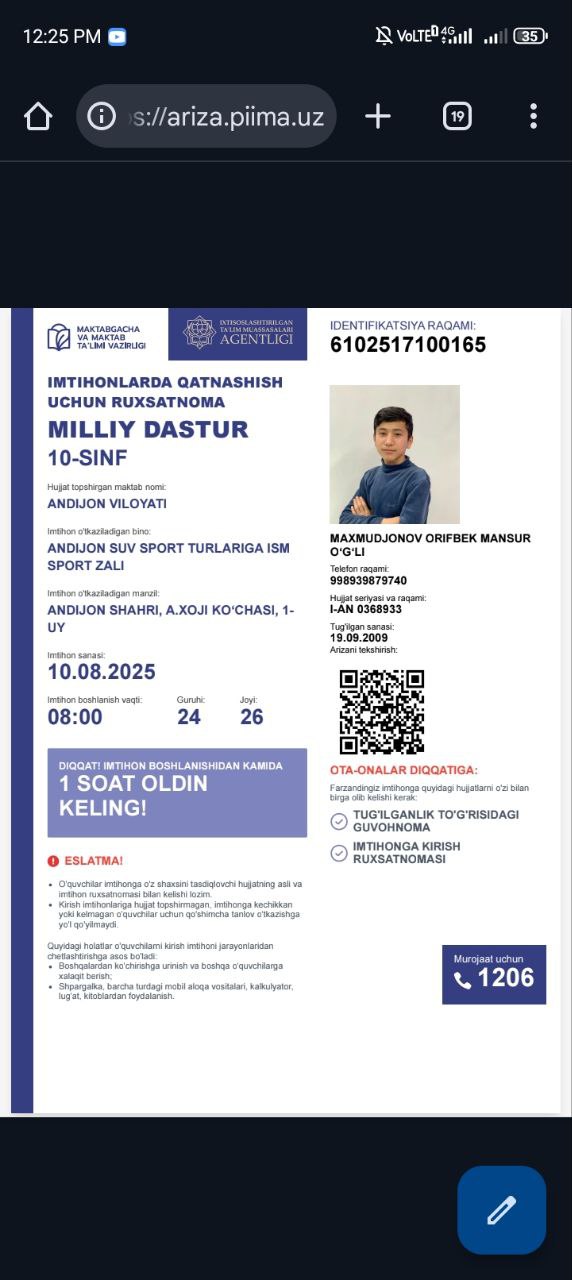 12:25 PM
VoLTE 4G
35
s://ariza.piima.uz
19
MAKTABGACHA
VA MAKTAB
TA'LIMI VAZIRLIGI
IXTISOSLASHTIRILGAN
TA'LIM MUASSASALARI
AGENTLIGI
IMTIHONLARDA QATNASHISH
UCHUN RUXSATNOMA
MILLIY DASTUR
10-SINF
Hujjat topshirgan maktab nomi:
ANDIJON VILOYATI
Imtihon o'tkaziladigan bino:
ANDIJON SUV SPORT TURLARIGA ISM
SPORT ZALI
Imtihon o'tkaziladigan manzil:
ANDIJON SHAHRI, A.XOJI KO‘CHASI, 1-
UY
Imtihon sanasi:
10.08.2025
Imtihon boshlanish vaqti: Guruhi: Joyi:
08:00 24 26
DIQQAT! IMTIHON BOSHLANISHIDAN KAMIDA
1 SOAT OLDIN
KELING!
ESLATMA!
• O'quvchilar imtihonga o'z shaxsini tasdiqlovchi hujjatning asli va
imtihon ruxsatnomasi bilan kelishi lozim.
• Kirish imtihonlariga hujjat topshirmagan, imtihonga kechikkan
yoki kelmagan o'quvchilar uchun qo'shimcha tanlov o'tkazishga
yo'l qo'yilmaydi.
Quyidagi holatlar o'quvchilarni kirish imtihoni jarayonlaridan
chetlashtirishga asos bo'ladi:
• Boshqalardan ko'chirishga urinish va boshqa o'quvchilarga
xalaqit berish;
• Shpargalka, barcha turdagi mobil aloqa vositalari, kalkulyator,
lug'at, kitoblardan foydalanish.
IDENTIFIKATSIYA RAQAMI:
6102517100165
MAXMUDJONOV ORIFBEK MANSUR
O‘G‘LI
Telefon raqami:
998939879740
Hujjat seriyasi va raqami:
I-AN 0368933
Tug'ilgan sanasi:
19.09.2009
Arizani tekshirish:
OTA-ONALAR DIQQATIGA:
Farzandingiz imtihonga quyidagi hujjatlarni o'zi bilan
birga olib kelishi kerak:
TUG'ILGANLIK TO'G'RISIDAGI
GUVOHNOMA
IMTIHONGA KIRISH
RUXSATNOMASI
Murojaat uchun
1206